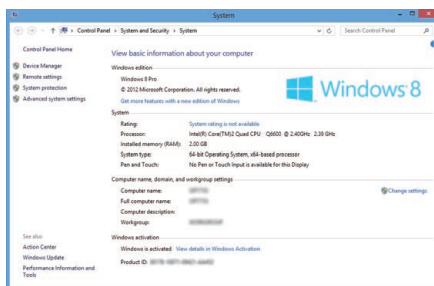 System
Control Panel ▸ System and Security ▸ System
Search Control Panel
Control Panel Home
Device Manager
Remote settings
System protection
Advanced system settings
See also
Action Center
Windows Update
Performance Information and
Tools
View basic information about your computer
Windows edition
Windows 8 Pro
© 2012 Microsoft Corporation. All rights reserved.
Get more features with a new edition of Windows
Windows 8
System
Rating: System rating is not available
Processor: Intel(R) Core(TM)2 Quad CPU Q6600 @ 2.40GHz 2.39 GHz
Installed memory (RAM): 2.00 GB
System type: 64-bit Operating System, x64-based processor
Pen and Touch: No Pen or Touch Input is available for this Display
Computer name, domain, and workgroup settings
Computer name:
Change settings
Full computer name:
Computer description:
Workgroup:
Windows activation
Windows is activated View details in Windows Activation
Product ID: